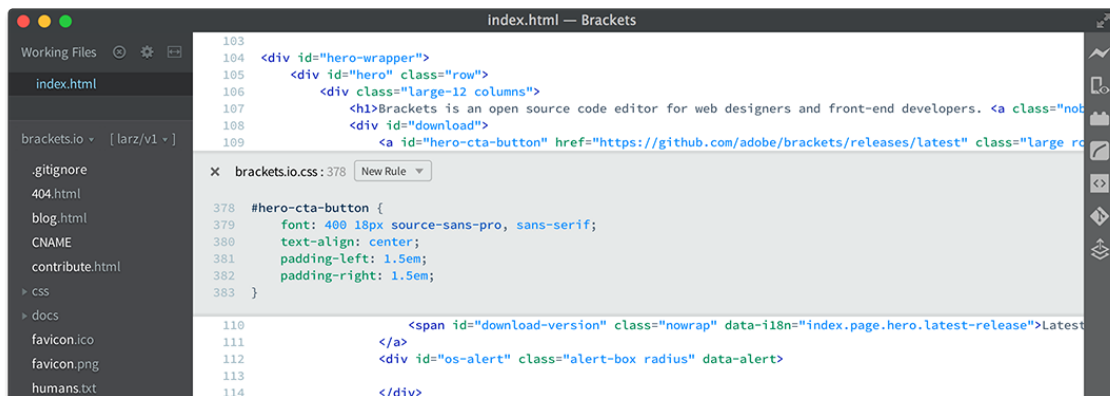 index.html — Brackets
Working Files
index.html
brackets.io [ larz/v1 ]
.gitignore
404.html
blog.html
CNAME
contribute.html
css
docs
favicon.ico
favicon.png
humans.txt
103
104 <div id="hero-wrapper">
105 <div id="hero" class="row">
106 <div class="large-12 columns">
107 <h1>Brackets is an open source code editor for web designers and front-end developers. <a class="nob
108 <div id="download">
109 <a id="hero-cta-button" href="https://github.com/adobe/brackets/releases/latest" class="large ro
× brackets.io.css : 378 New Rule
378 #hero-cta-button {
379 font: 400 18px source-sans-pro, sans-serif;
380 text-align: center;
381 padding-left: 1.5em;
382 padding-right: 1.5em;
383 }
110 <span id="download-version" class="nowrap" data-i18n="index.page.hero.latest-release">Latest
111 </a>
112 <div id="os-alert" class="alert-box radius" data-alert>
113
114 </div>